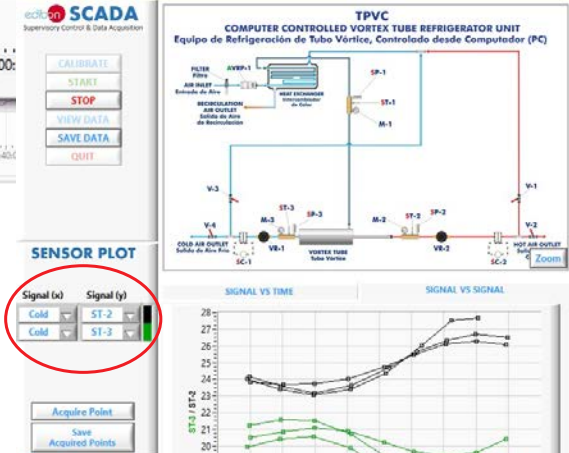 edibon SCADA
Supervisory Control & Data Acquisition
CALIBRATE
START
STOP
VIEW DATA
SAVE DATA
QUIT
00:
TPVC
COMPUTER CONTROLLED VORTEX TUBE REFRIGERATOR UNIT
Equipo de Refrigeración de Tubo Vórtice, Controlado desde Computador (PC)
FILTER
Filtro
AVRP-1
SP-1
AIR INLET
Entrada de Aire
HEAT EXCHANGER
Intercambiador
de Calor
ST-1
RECIRCULATION
AIR OUTLET
Salida de Aire
de Recirculación
M-1
V-3
V-1
ST-3
SP-3
M-3
M-2
ST-2
SP-2
V-4
V-2
COLD AIR OUTLET
Salida de Aire Frío
VR-1
VORTEX TUBE
Tubo Vórtice
VR-2
HOT AIR OUTLET
SC-1
SC-2
Zoom
SENSOR PLOT
Signal (x) Signal (y)
Cold ST-2
Cold ST-3
Acquire Point
Save
Acquired Points
SIGNAL VS TIME
SIGNAL VS SIGNAL
ST-3 / ST-2
28
27
26
25
24
23
22
21
20